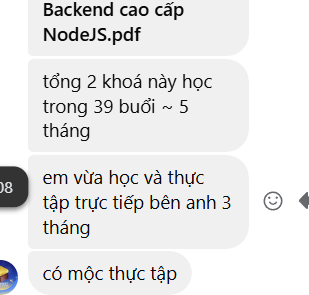 Backend cao cấp
NodeJS.pdf
tổng 2 khoá này học
trong 39 buổi ~ 5
tháng
em vừa học và thực
tập trực tiếp bên anh 3
tháng
có mộc thực tập